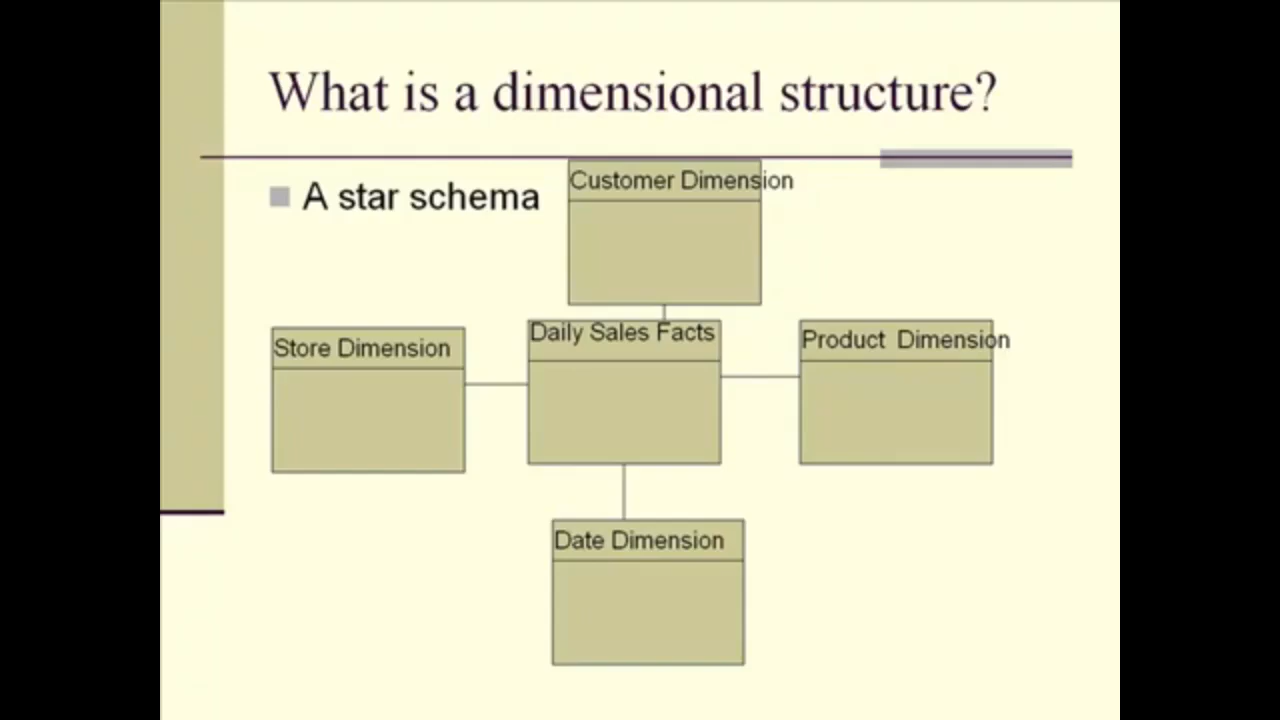 What is a dimensional structure?
A star schema
Customer Dimension
Store Dimension
Daily Sales Facts
Product Dimension
Date Dimension